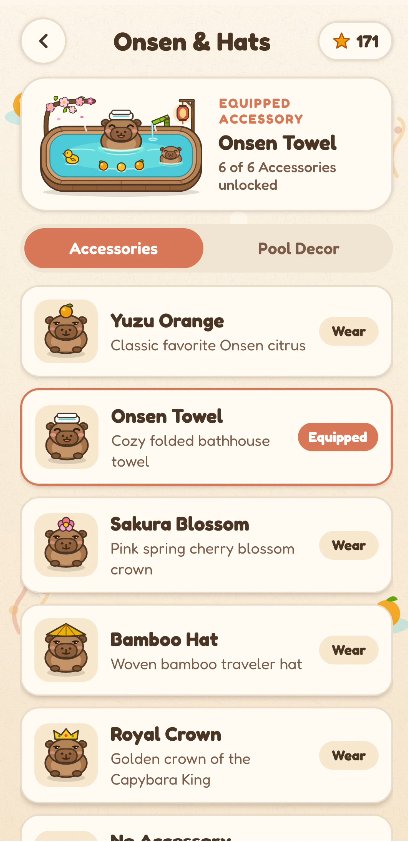 Onsen & Hats
171
EQUIPPED
ACCESSORY
Onsen Towel
6 of 6 Accessories
unlocked
Accessories
Pool Decor
Yuzu Orange
Classic favorite Onsen citrus
Wear
Onsen Towel
Cozy folded bathhouse
towel
Equipped
Sakura Blossom
Pink spring cherry blossom
crown
Wear
Bamboo Hat
Woven bamboo traveler hat
Wear
Royal Crown
Golden crown of the
Capybara King
Wear
No Accessory